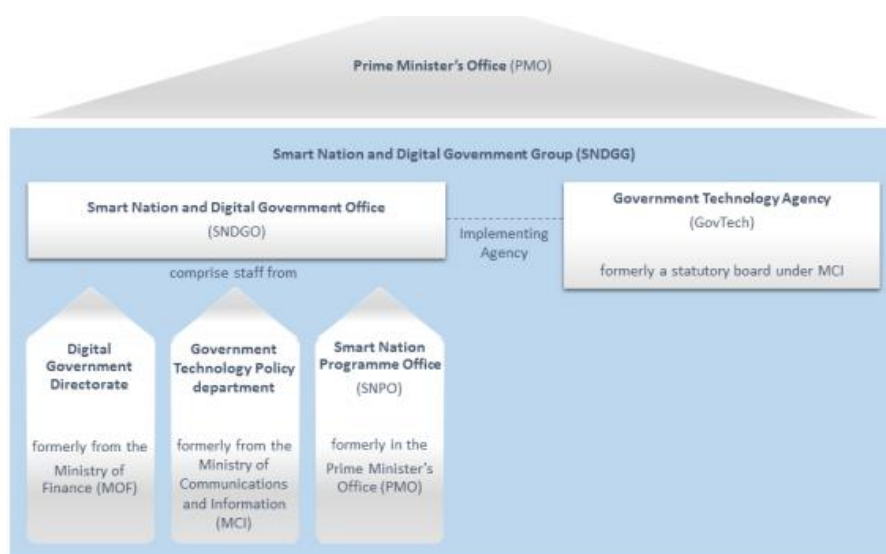 Prime Minister's Office (PMO)
Smart Nation and Digital Government Group (SNDGG)
Smart Nation and Digital Government Office
(SNDGO)
Implementing
Agency
Government Technology Agency
(GovTech)
formerly a statutory board under MCI
comprise staff from
Digital
Government
Directorate
formerly from the
Ministry of
Finance (MOF)
Government
Technology Policy
department
formerly from the
Ministry of
Communications
and Information
(MCI)
Smart Nation
Programme Office
(SNPO)
formerly in the
Prime Minister's
Office (PMO)